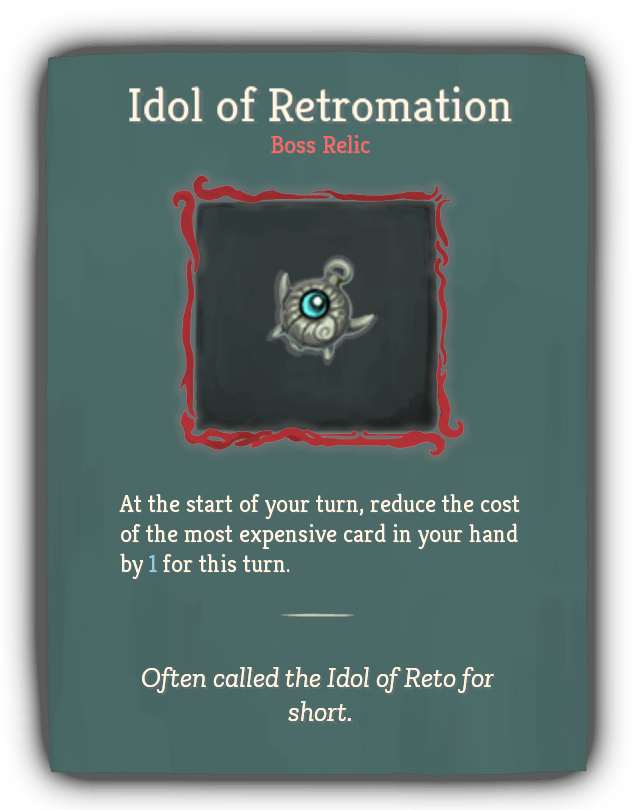 Idol of Retromation
Boss Relic
At the start of your turn, reduce the cost
of the most expensive card in your hand
by 1 for this turn.
Often called the Idol of Reto for
short.